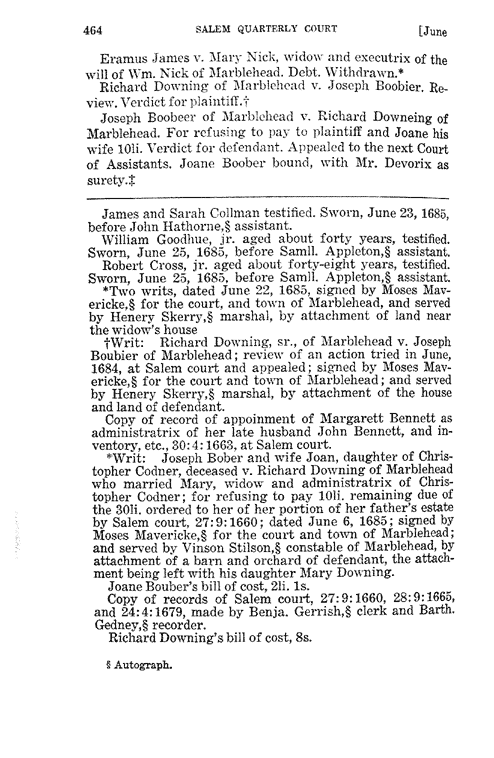 464 SALEM QUARTERLY COURT [June
Eramus James v. Mary Nick, widow and executrix of the
will of Wm. Nick of Marblehead. Debt. Withdrawn.*
Richard Downing of Marblehead v. Joseph Boobier. Re-
view. Verdict for plaintiff.†
Joseph Boobeer of Marblehead v. Richard Downeing of
Marblehead. For refusing to pay to plaintiff and Joane his
wife 10li. Verdict for defendant. Appealed to the next Court
of Assistants. Joane Boober bound, with Mr. Devorix as
surety.‡
James and Sarah Collman testified. Sworn, June 23, 1685,
before John Hathorne,§ assistant.
William Goodhue, jr. aged about forty years, testified.
Sworn, June 25, 1685, before Samll. Appleton,§ assistant.
Robert Cross, jr. aged about forty-eight years, testified.
Sworn, June 25, 1685, before Samll. Appleton,§ assistant.
*Two writs, dated June 22, 1685, signed by Moses Mav-
ericke,§ for the court, and town of Marblehead, and served
by Henery Skerry,§ marshal, by attachment of land near
the widow's house
†Writ: Richard Downing, sr., of Marblehead v. Joseph
Boubier of Marblehead; review of an action tried in June,
1684, at Salem court and appealed; signed by Moses Mav-
ericke,§ for the court and town of Marblehead; and served
by Henery Skerry,§ marshal, by attachment of the house
and land of defendant.
Copy of record of appoinment of Margarett Bennett as
administratrix of her late husband John Bennett, and in-
ventory, etc., 30:4:1663, at Salem court.
*Writ: Joseph Bober and wife Joan, daughter of Chris-
topher Codner, deceased v. Richard Downing of Marblehead
who married Mary, widow and administratrix of Chris-
topher Codner; for refusing to pay 10li. remaining due of
the 30li. ordered to her of her portion of her father's estate
by Salem court, 27:9:1660; dated June 6, 1685; signed by
Moses Mavericke,§ for the court and town of Marblehead;
and served by Vinson Stilson,§ constable of Marblehead, by
attachment of a barn and orchard of defendant, the attach-
ment being left with his daughter Mary Downing.
Joane Bouber's bill of cost, 2li. 1s.
Copy of records of Salem court, 27:9:1660, 28:9:1665,
and 24:4:1679, made by Benja. Gerrish,§ clerk and Barth.
Gedney,§ recorder.
Richard Downing's bill of cost, 8s.
§ Autograph.